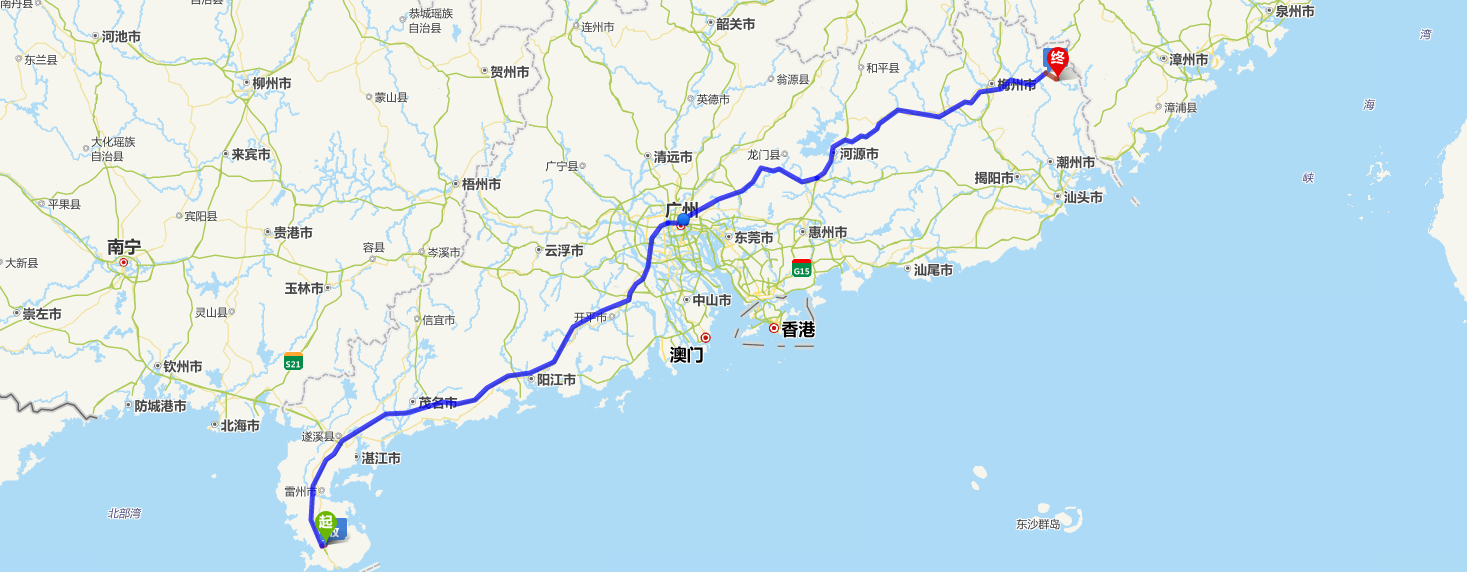 南丹县
治县
恭城瑶族
自治县
连州市
韶关市
泉州市
河池市
湾
东兰县
贺州市
和平县
漳州市
终
柳州市
翁源县
梅州市
蒙山县
英德市
海
漳浦县
大化瑶族
自治县
来宾市
清远市
龙门县
河源市
广宁县
潮州市
梧州市
揭阳市
峡
平果县
宾阳县
广州
汕头市
贵港市
东莞市
惠州市
南宁
容县
岑溪市
云浮市
大新县
G15
汕尾市
玉林市
中山市
崇左市
灵山县
信宜市
开平市
香港
澳门
S21
钦州市
阳江市
防城港市
茂名市
北海市
遂溪县
湛江市
雷州市
北部湾
起
东沙群岛